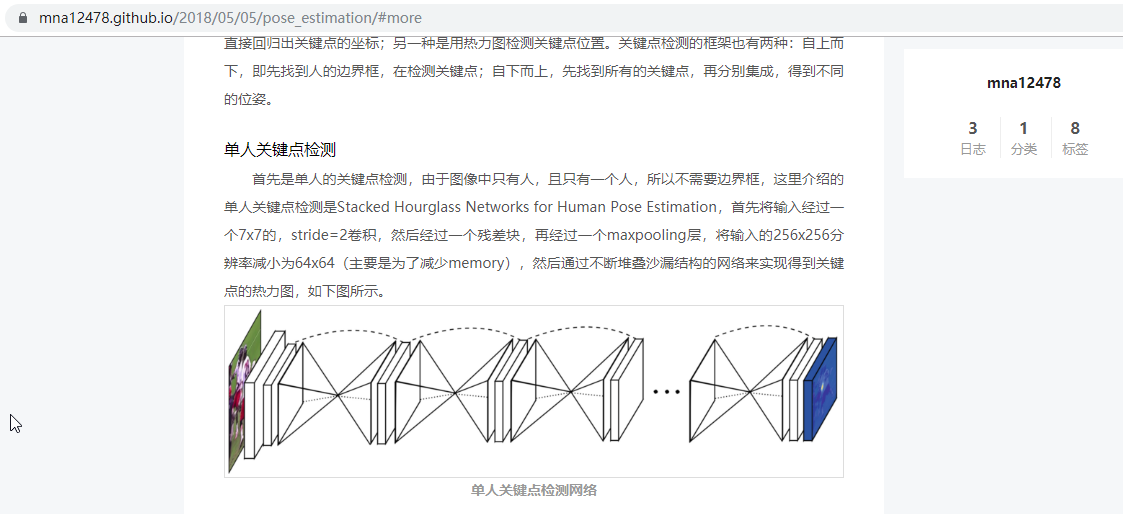 mna12478.github.io/2018/05/05/pose_estimation/#more
直接回归出关键点的坐标；另一种是用热力图检测关键点位置。关键点检测的框架也有两种：自上而
下，即先找到人的边界框，在检测关键点；自下而上，先找到所有的关键点，再分别集成，得到不同
的位姿。
单人关键点检测
首先是单人的关键点检测，由于图像中只有人，且只有一个人，所以不需要边界框，这里介绍的
单人关键点检测是Stacked Hourglass Networks for Human Pose Estimation，首先将输入经过一
个7x7的，stride=2卷积，然后经过一个残差块，再经过一个maxpooling层，将输入的256x256分
辨率减小为64x64（主要是为了减少memory），然后通过不断堆叠沙漏结构的网络来实现得到关键
点的热力图，如下图所示。
单人关键点检测网络
mna12478
3 1 8
日志 分类 标签